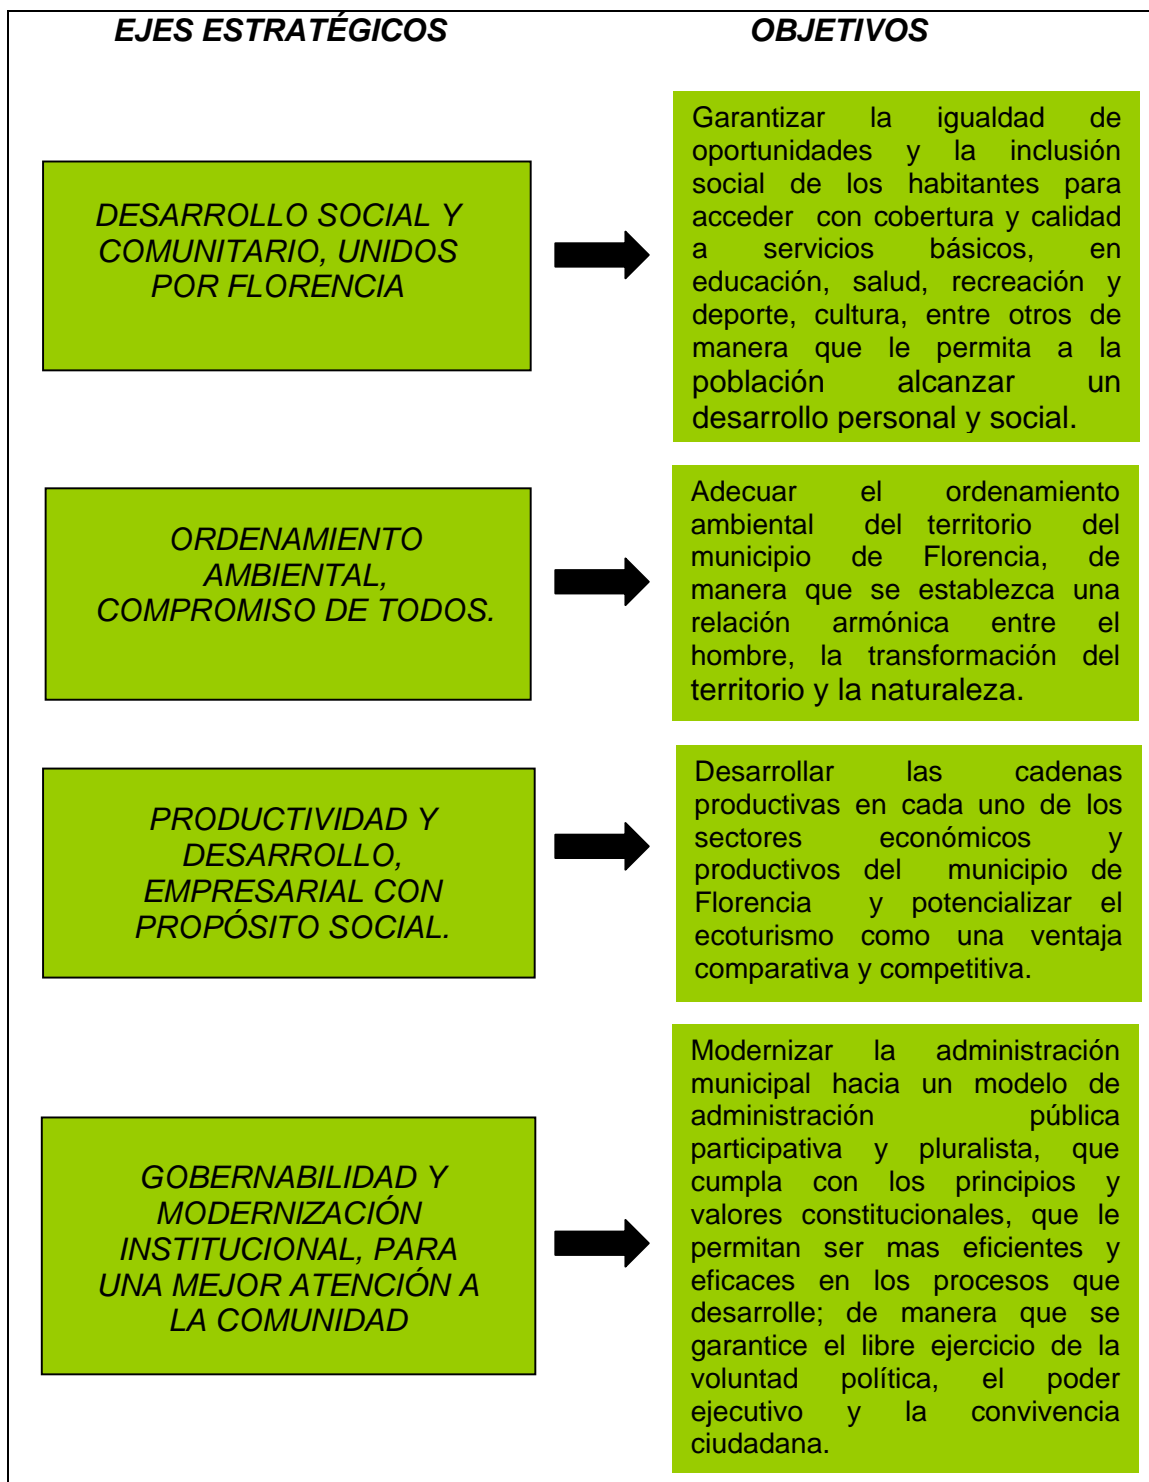 EJES ESTRATÉGICOS
OBJETIVOS
DESARROLLO SOCIAL Y
COMUNITARIO, UNIDOS
POR FLORENCIA
Garantizar la igualdad de
oportunidades y la inclusión
social de los habitantes para
acceder con cobertura y calidad
a servicios básicos, en
educación, salud, recreación y
deporte, cultura, entre otros de
manera que le permita a la
población alcanzar un
desarrollo personal y social.
ORDENAMIENTO
AMBIENTAL,
COMPROMISO DE TODOS.
Adecuar el ordenamiento
ambiental del territorio del
municipio de Florencia, de
manera que se establezca una
relación armónica entre el
hombre, la transformación del
territorio y la naturaleza.
PRODUCTIVIDAD Y
DESARROLLO,
EMPRESARIAL CON
PROPÓSITO SOCIAL.
Desarrollar las cadenas
productivas en cada uno de los
sectores económicos y
productivos del municipio de
Florencia y potencializar el
ecoturismo como una ventaja
comparativa y competitiva.
GOBERNABILIDAD Y
MODERNIZACIÓN
INSTITUCIONAL, PARA
UNA MEJOR ATENCIÓN A
LA COMUNIDAD
Modernizar la administración
municipal hacia un modelo de
administración pública
participativa y pluralista, que
cumpla con los principios y
valores constitucionales, que le
permitan ser mas eficientes y
eficaces en los procesos que
desarrolle; de manera que se
garantice el libre ejercicio de la
voluntad política, el poder
ejecutivo y la convivencia
ciudadana.